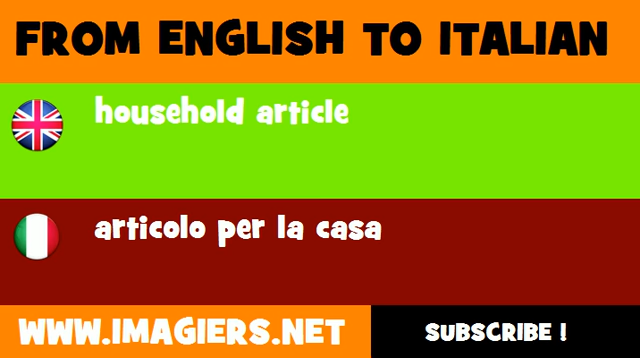 FROM ENGLISH TO ITALIAN
household article
articolo per la casa
WWW.IMAGIERS.NET
SUBSCRIBE !